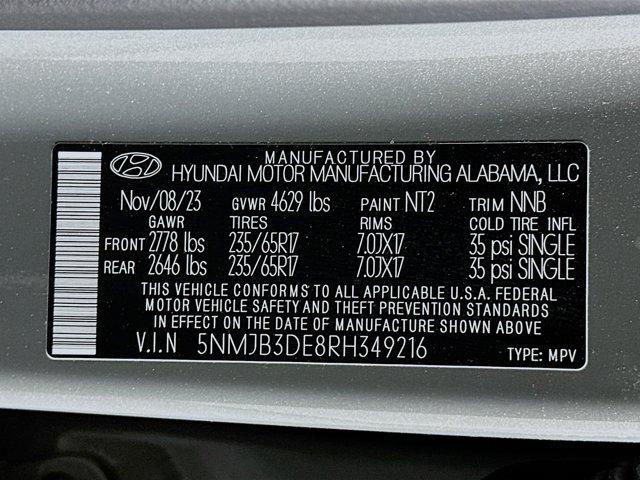 MANUFACTURED BY
HYUNDAI MOTOR MANUFACTURING ALABAMA, LLC
Nov/08/23 GVWR 4629 lbs PAINT NT2 TRIM NNB
GAWR TIRES RIMS COLD TIRE INFL
FRONT 2778 lbs 235/65R17 7.0JX17 35 psi SINGLE
REAR 2646 lbs 235/65R17 7.0JX17 35 psi SINGLE
THIS VEHICLE CONFORMS TO ALL APPLICABLE U.S.A. FEDERAL
MOTOR VEHICLE SAFETY AND THEFT PREVENTION STANDARDS
IN EFFECT ON THE DATE OF MANUFACTURE SHOWN ABOVE.
V.I.N 5NMJB3DE8RH349216 TYPE: MPV